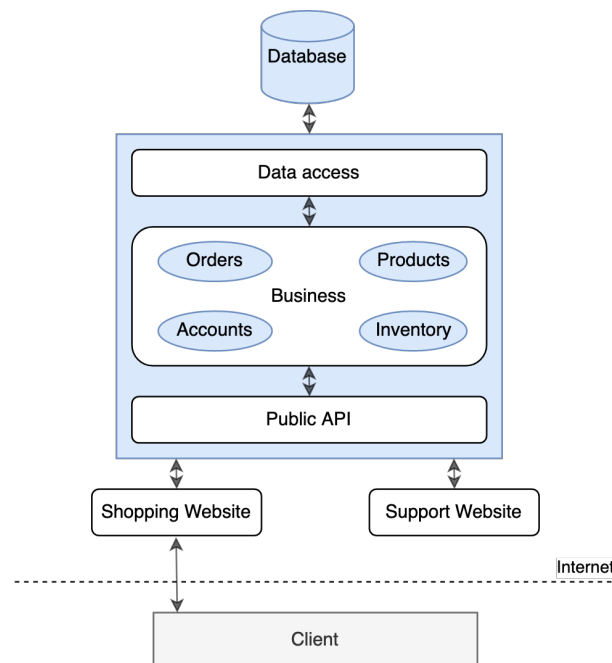 Database
Data access
Orders
Products
Business
Accounts
Inventory
Public API
Shopping Website
Support Website
Internet
Client